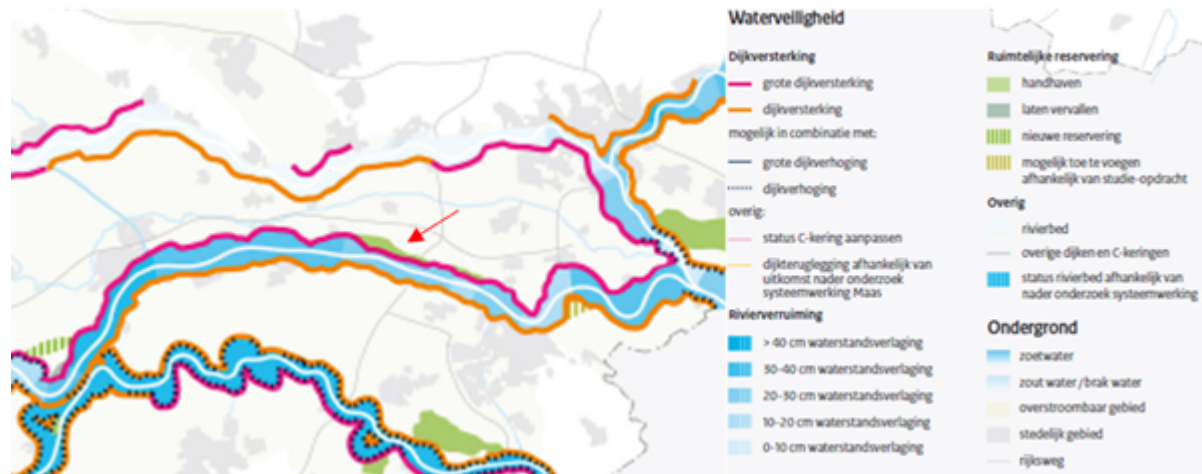 Waterveiligheid
Dijkversterking
grote dijkversterking
dijkversterking
mogelijk in combinatie met:
grote dijkverhoging
dijkverhoging
overig:
status C-kering aanpassen
dijkteruglegging afhankelijk van
uitkomst nader onderzoek
systeemwerking Maas
Rivierverruiming
> 40 cm waterstandsverlaging
30-40 cm waterstandsverlaging
20-30 cm waterstandsverlaging
10-20 cm waterstandsverlaging
0-10 cm waterstandsverlaging
Ruimtelijke reservering
handhaven
laten vervallen
nieuwe reservering
mogelijk toe te voegen
afhankelijk van studie-opdracht
Overig
rivierbed
overige dijken en C-keringen
status rivierbed afhankelijk van
nader onderzoek systeemwerking
Ondergrond
zoetwater
zout water / brak water
overstroombaar gebied
stedelijk gebied
rijksweg